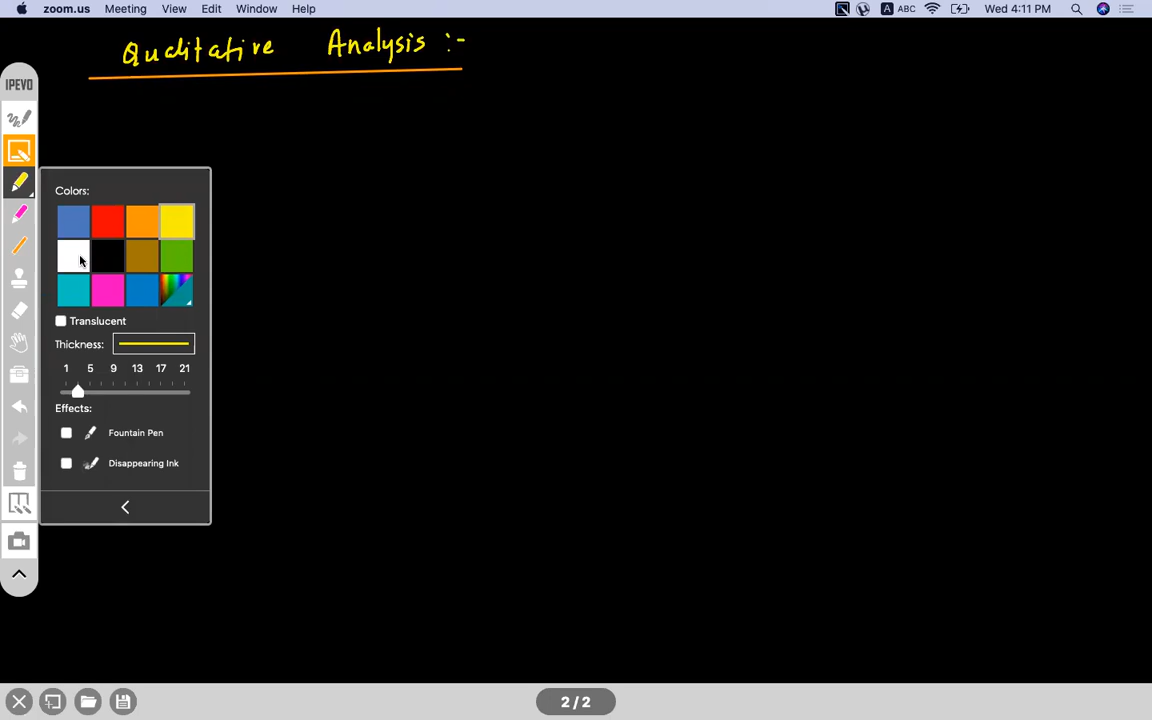 zoom.us Meeting View Edit Window Help ABC Wed 4:11 PM
Qualitative Analysis :-
IPEVO
Colors:
Translucent
Thickness:
1 5 9 13 17 21
Effects:
Fountain Pen
Disappearing Ink
2 / 2